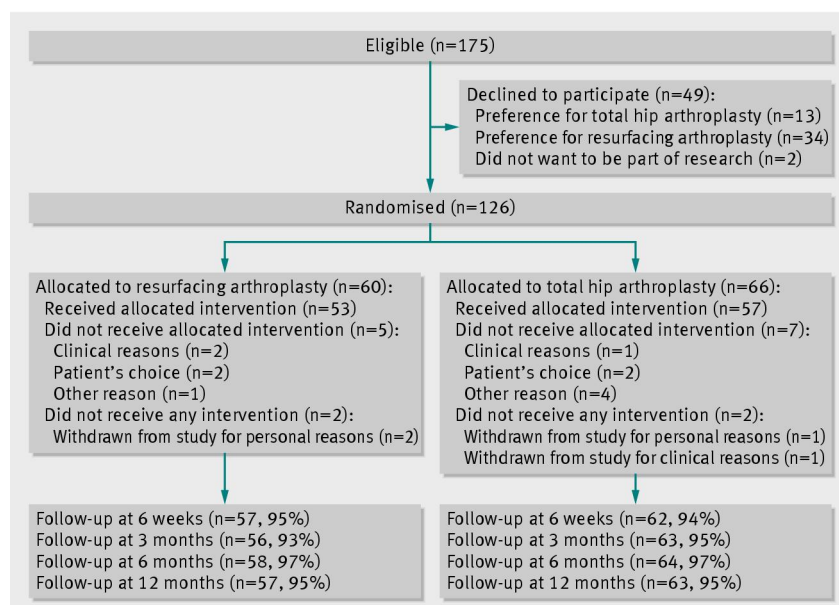 Eligible (n=175)
Declined to participate (n=49):
Preference for total hip arthroplasty (n=13)
Preference for resurfacing arthroplasty (n=34)
Did not want to be part of research (n=2)
Randomised (n=126)
Allocated to resurfacing arthroplasty (n=60):
Received allocated intervention (n=53)
Did not receive allocated intervention (n=5):
Clinical reasons (n=2)
Patient's choice (n=2)
Other reason (n=1)
Did not receive any intervention (n=2):
Withdrawn from study for personal reasons (n=2)
Allocated to total hip arthroplasty (n=66):
Received allocated intervention (n=57)
Did not receive allocated intervention (n=7):
Clinical reasons (n=1)
Patient's choice (n=2)
Other reason (n=4)
Did not receive any intervention (n=2):
Withdrawn from study for personal reasons (n=1)
Withdrawn from study for clinical reasons (n=1)
Follow-up at 6 weeks (n=57, 95%)
Follow-up at 3 months (n=56, 93%)
Follow-up at 6 months (n=58, 97%)
Follow-up at 12 months (n=57, 95%)
Follow-up at 6 weeks (n=62, 94%)
Follow-up at 3 months (n=63, 95%)
Follow-up at 6 months (n=64, 97%)
Follow-up at 12 months (n=63, 95%)